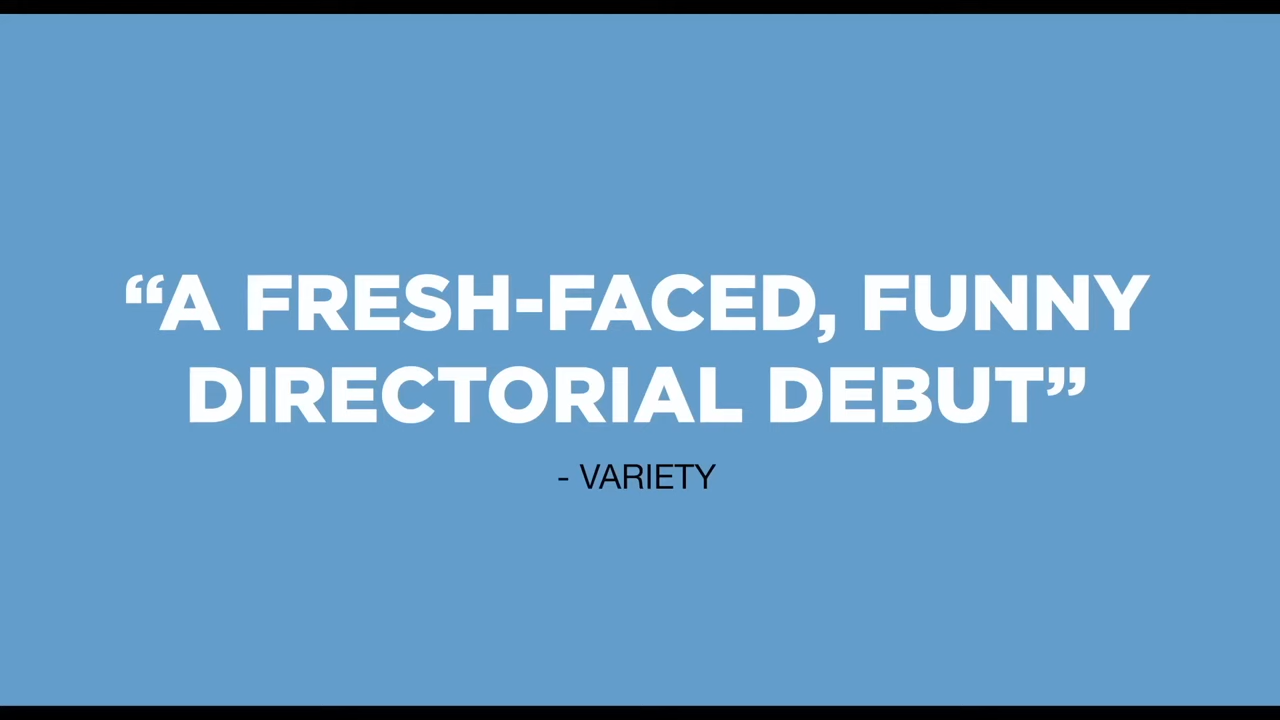 “A FRESH-FACED, FUNNY
DIRECTORIAL DEBUT”
- VARIETY